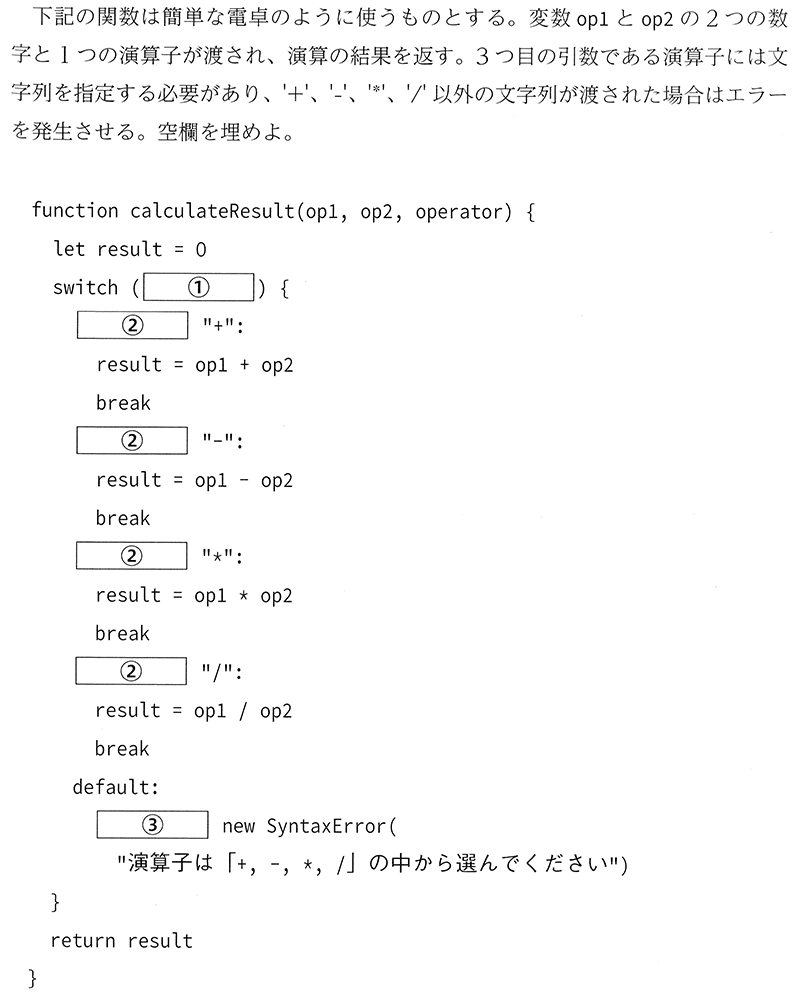 下記の関数は簡単な電卓のように使うものとする。変数 op1 と op2 の２つの数
字と１つの演算子が渡され、演算の結果を返す。３つ目の引数である演算子には文
字列を指定する必要があり、'+'、'-'、'*'、'/' 以外の文字列が渡された場合はエラー
を発生させる。空欄を埋めよ。
function calculateResult(op1, op2, operator) {
let result = 0
switch ( ① ) {
② "+":
result = op1 + op2
break
② "-":
result = op1 - op2
break
② "*":
result = op1 * op2
break
② "/":
result = op1 / op2
break
default:
③ new SyntaxError(
"演算子は「+, -, *, /」の中から選んでください")
}
return result
}